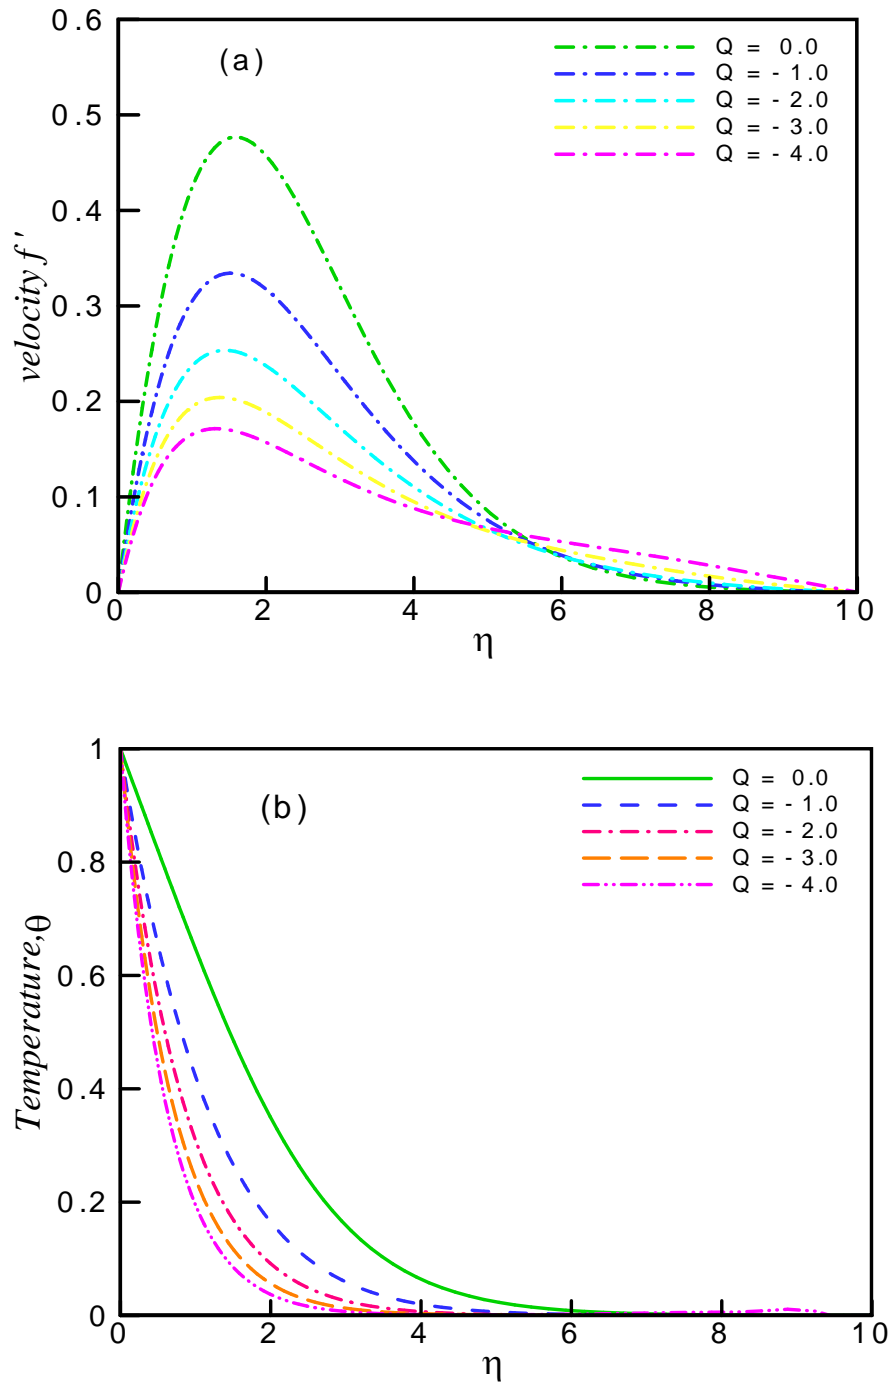 0.6
(a)
Q = 0.0
Q = - 1.0
Q = - 2.0
Q = - 3.0
Q = - 4.0
0.5
0.4
0.3
0.2
0.1
0
velocity f '
0 2 4 6 8 10
η
1
(b)
Q = 0.0
Q = - 1.0
Q = - 2.0
Q = - 3.0
Q = - 4.0
0.8
0.6
0.4
0.2
0
Temperature,θ
0 2 4 6 8 10
η